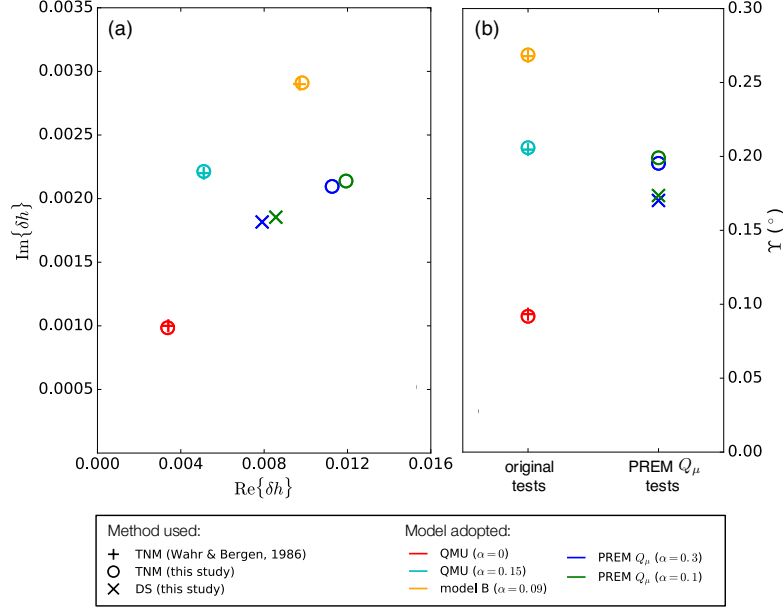 (a)
0.0035
0.0030
0.0025
0.0020
0.0015
0.0010
0.0005
Im{δh}
0.000 0.004 0.008 0.012 0.016
Re{δh}
(b)
0.30
0.25
0.20
0.15
0.10
0.05
0.00
ϒ (°)
original tests
PREM Qμ tests
Method used:
TNM (Wahr & Bergen, 1986)
TNM (this study)
DS (this study)
Model adopted:
QMU (α=0)
QMU (α=0.15)
model B (α=0.09)
PREM Qμ (α=0.3)
PREM Qμ (α=0.1)